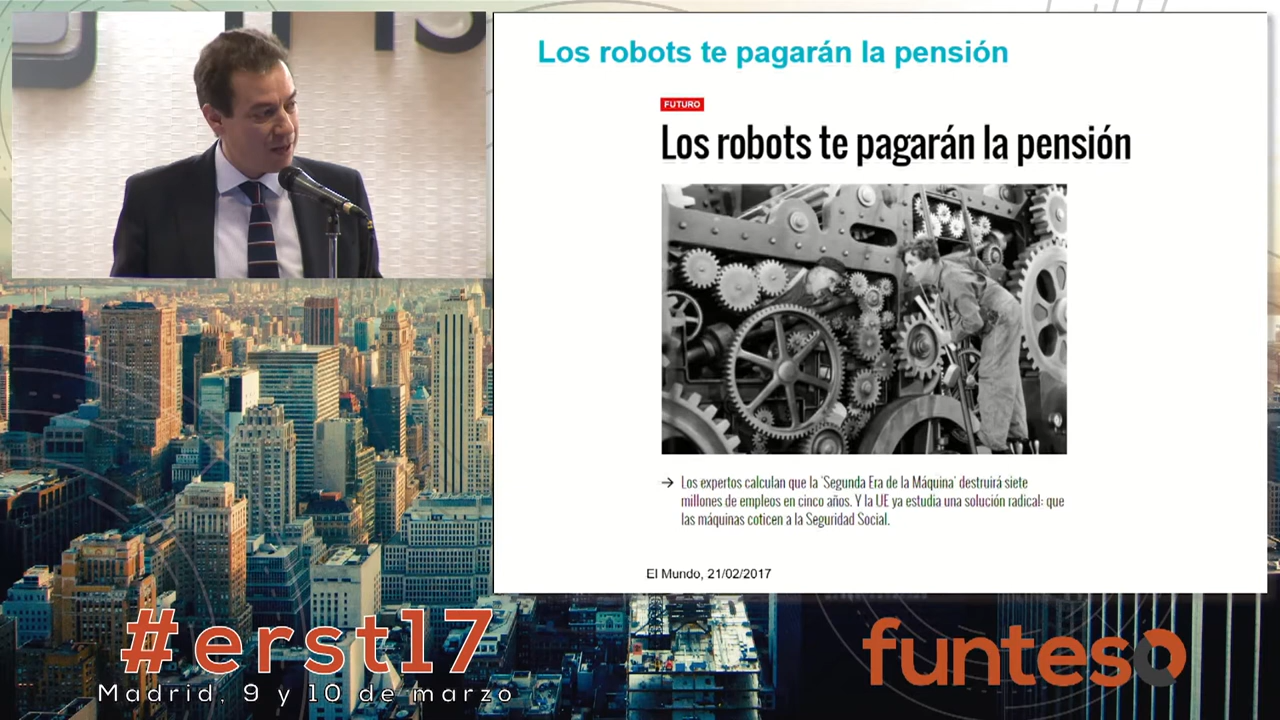 Los robots te pagarán la pensión
FUTURO
Los robots te pagarán la pensión
Los expertos calculan que la 'Segunda Era de la Máquina' destruirá siete
millones de empleos en cinco años. Y la UE ya estudia una solución radical: que
las máquinas coticen a la Seguridad Social.
El Mundo, 21/02/2017
#erst17
Madrid, 9 y 10 de marzo
funteso